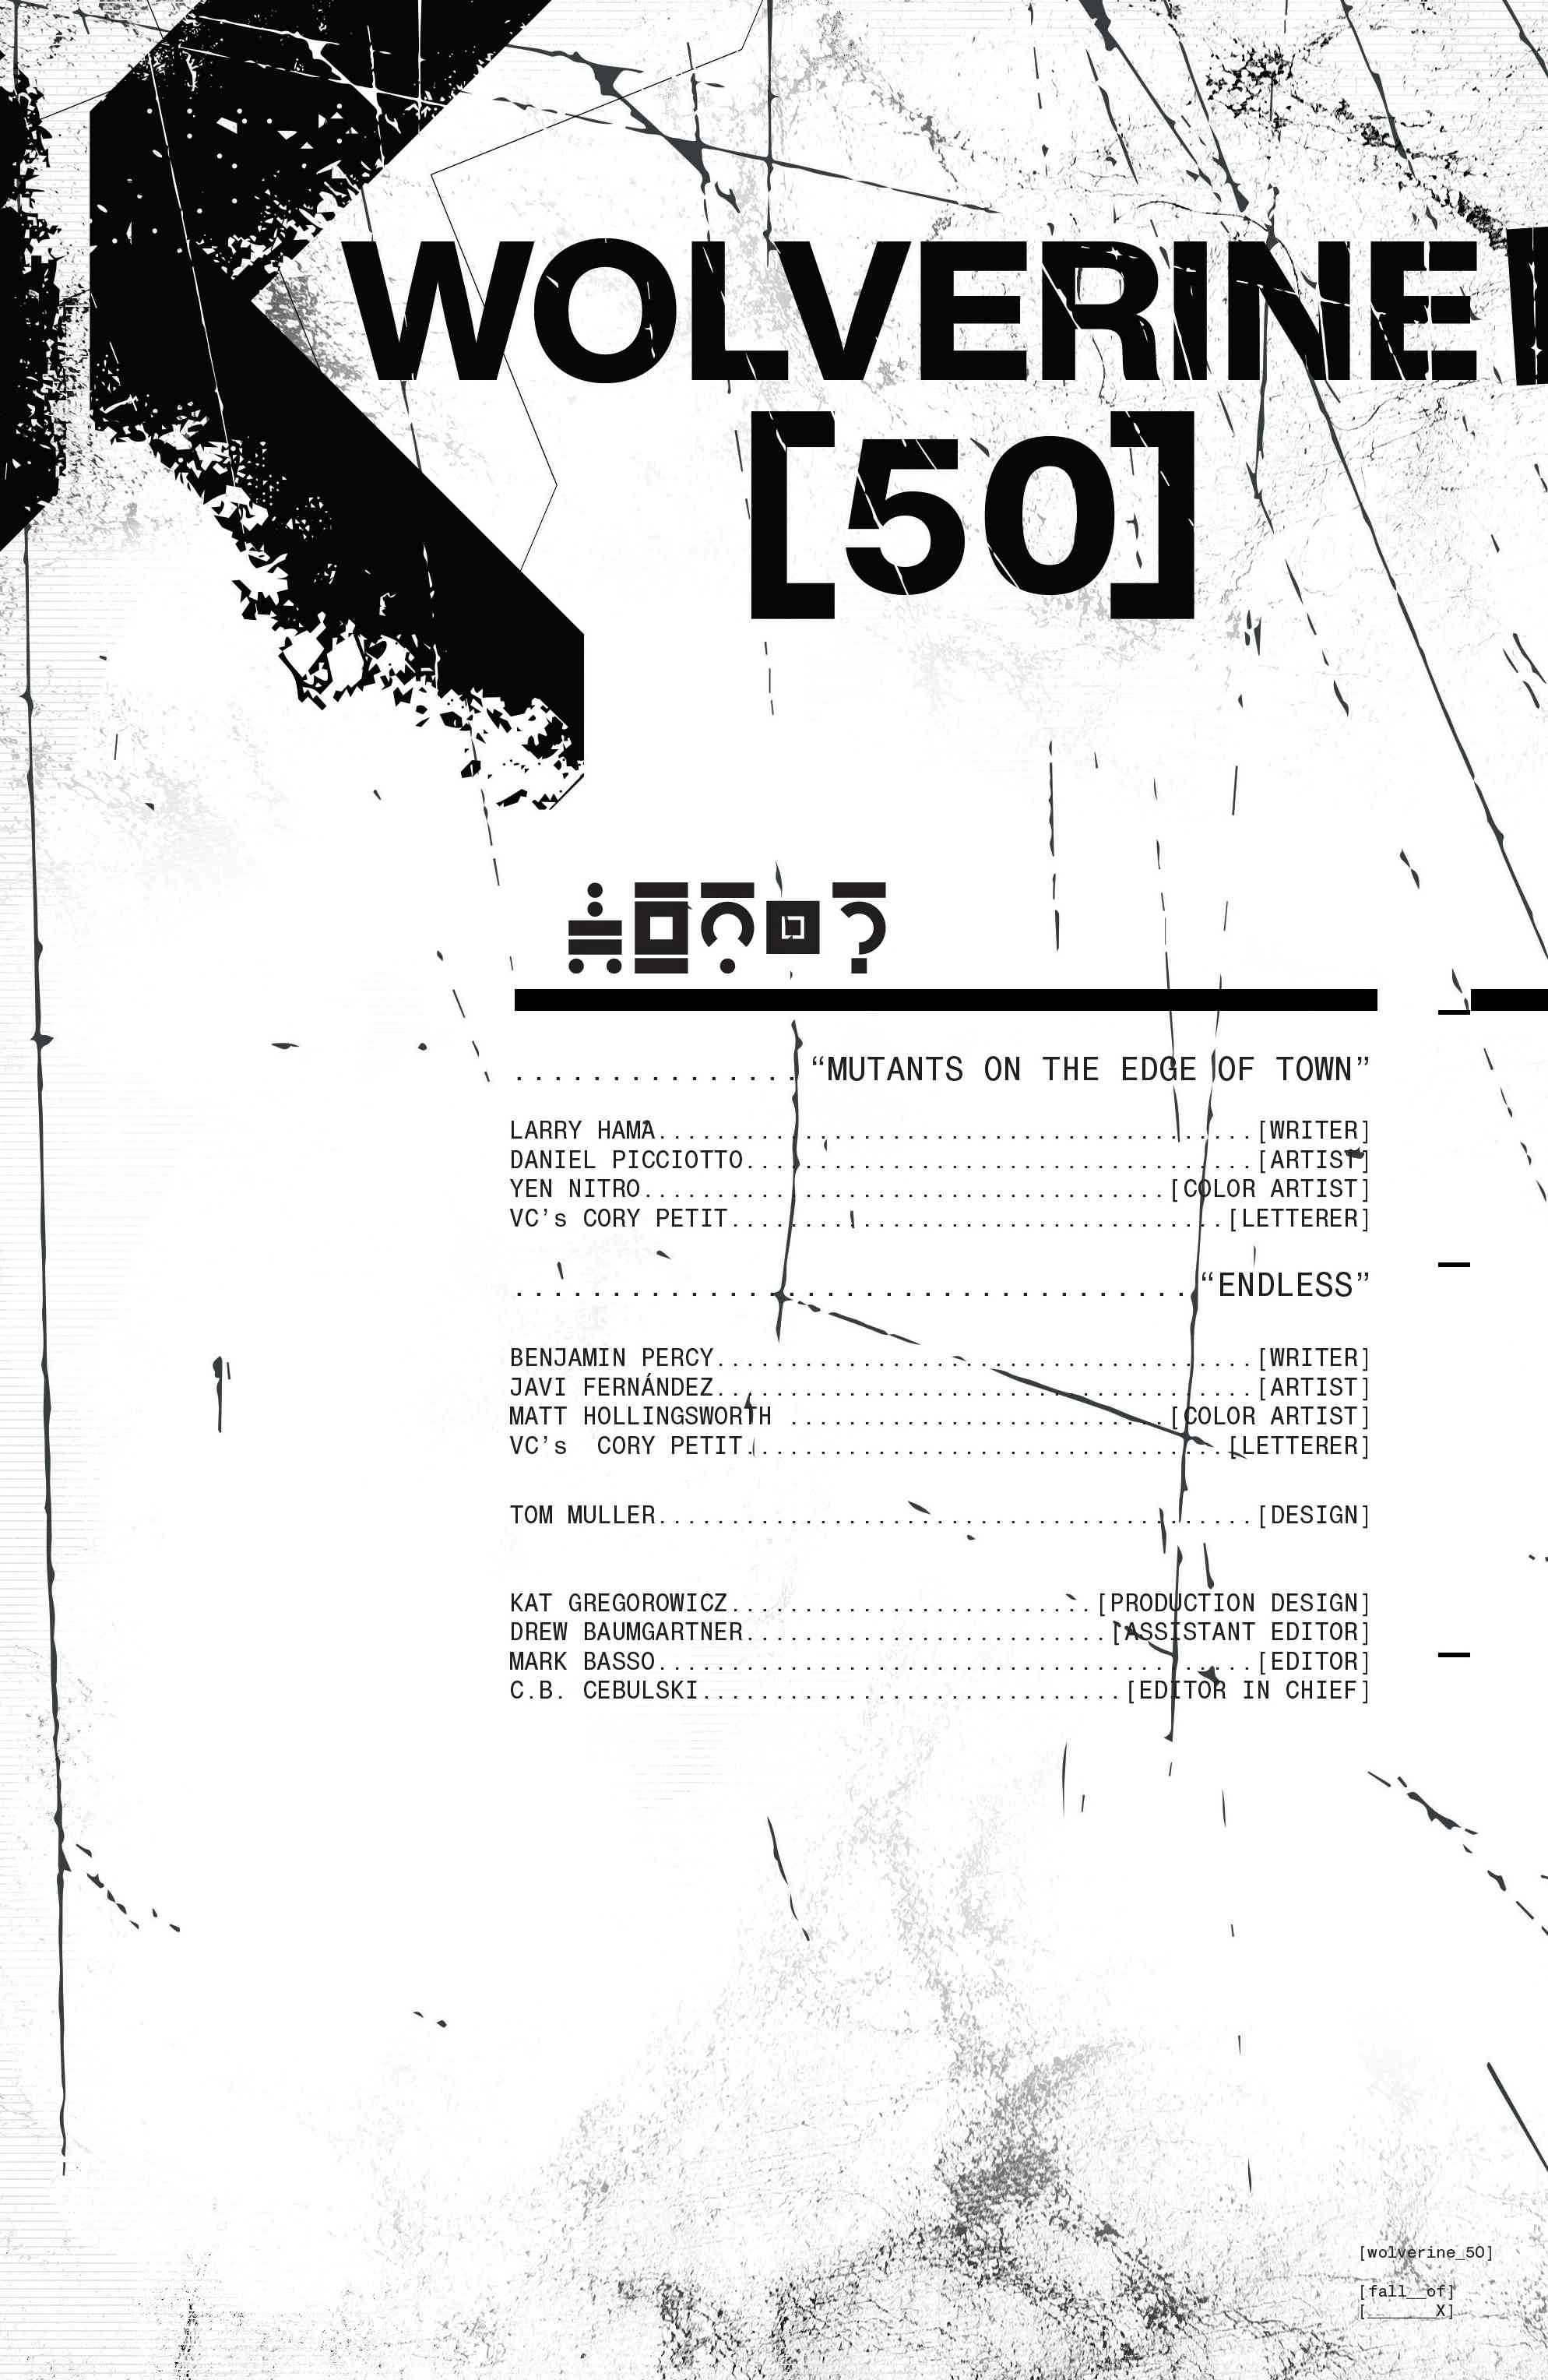 WOLVERINE
[50]
..............."MUTANTS ON THE EDGE OF TOWN"
LARRY HAMA.........................................[WRITER]
DANIEL PICCIOTTO...................................[ARTIST]
YEN NITRO....................................[COLOR ARTIST]
VC's CORY PETIT..................................[LETTERER]
..................................."ENDLESS"
BENJAMIN PERCY.....................................[WRITER]
JAVI FERNÁNDEZ.....................................[ARTIST]
MATT HOLLINGSWORTH ..........................[COLOR ARTIST]
VC's  CORY PETIT.................................[LETTERER]
TOM MULLER.........................................[DESIGN]
KAT GREGOROWICZ.........................[PRODUCTION DESIGN]
DREW BAUMGARTNER.........................[ASSISTANT EDITOR]
MARK BASSO.........................................[EDITOR]
C.B. CEBULSKI.............................[EDITOR IN CHIEF]
[wolverine_50]
[fall__of]
[_______X]